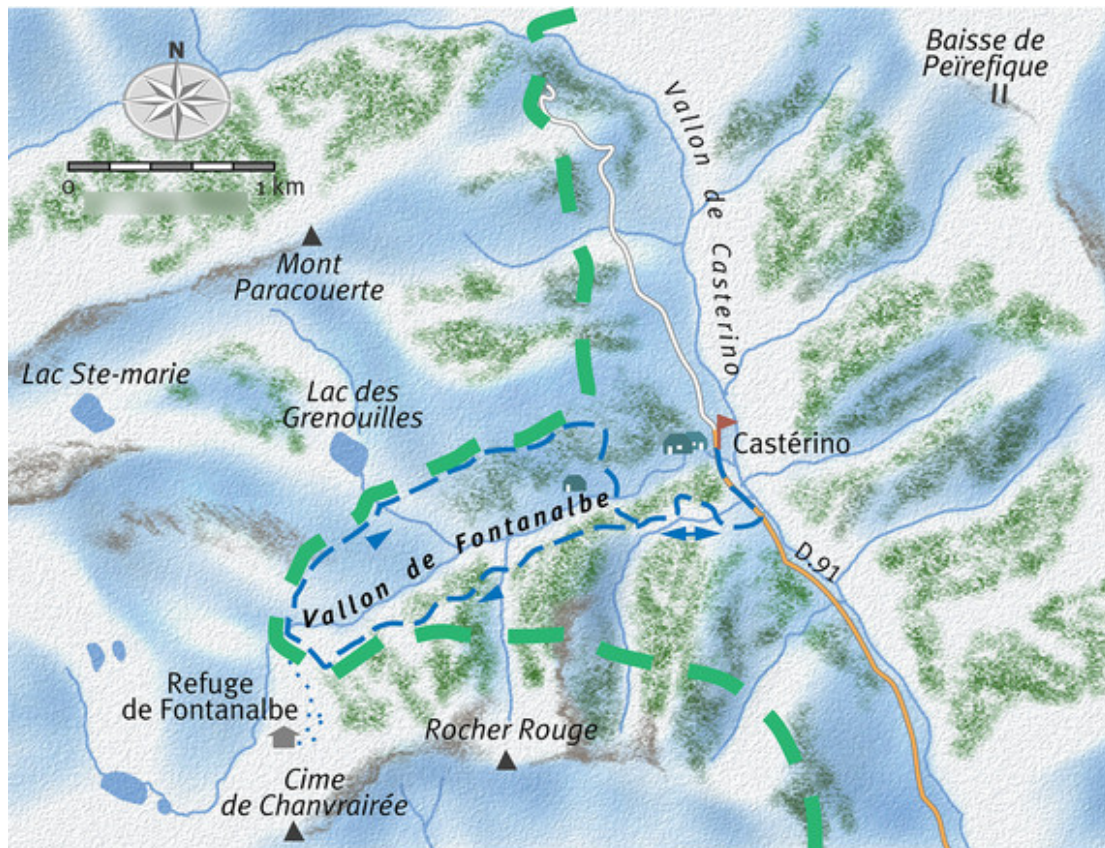 N
Baisse de
Peïrefique
0 1 km
Vallon de Casterino
Mont
Paracouerte
Lac Ste-marie
Lac des
Grenouilles
Castérino
Vallon de Fontanalbe
D.91
Refuge
de Fontanalbe
Rocher Rouge
Cime
de Chanvrairée